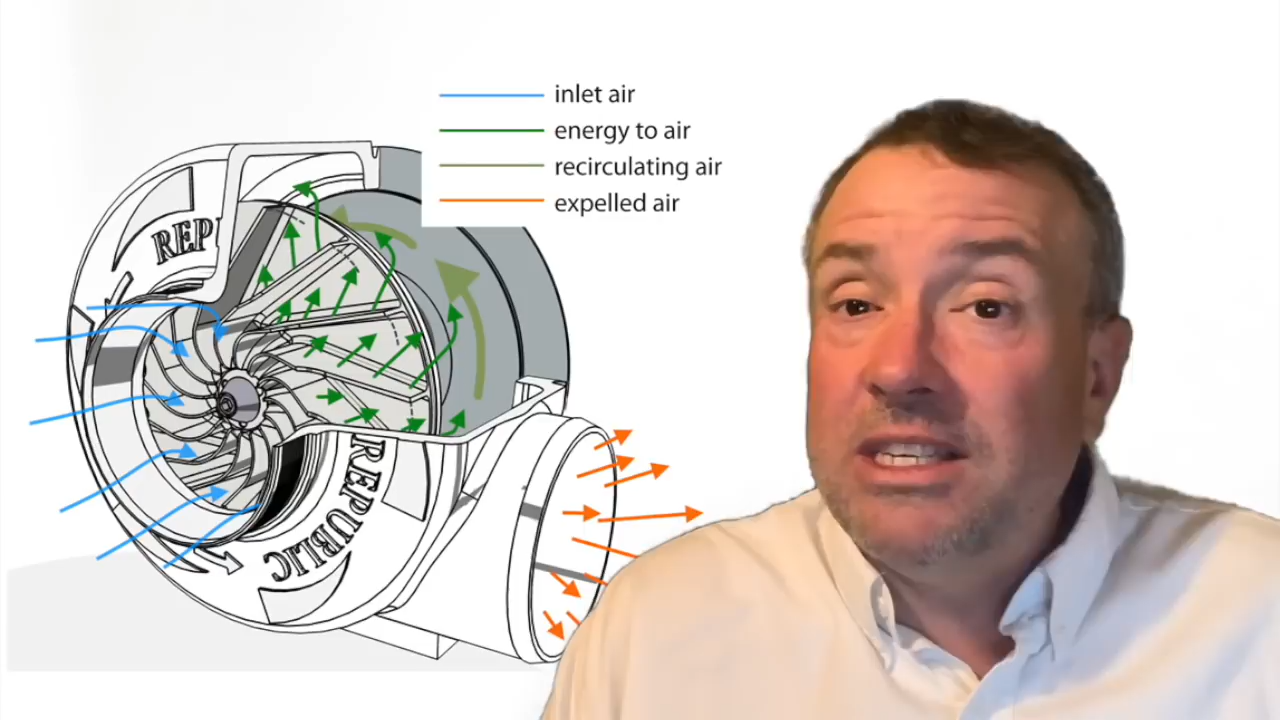 inlet air
energy to air
recirculating air
expelled air
REP
REPUBLIC